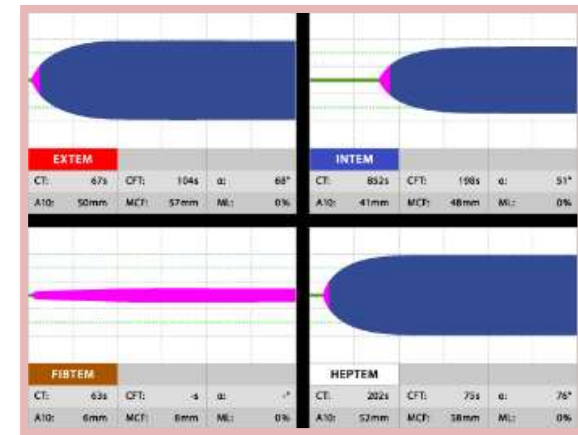 EXTEM
CT: 67s CFT: 104s α: 68°
A10: 50mm MCF: 57mm ML: 0%
INTEM
CT: 852s CFT: 198s α: 51°
A10: 41mm MCF: 48mm ML: 0%
FIBTEM
CT: 63s CFT: -s α: -°
A10: 6mm MCF: 8mm ML: 0%
HEPTEM
CT: 202s CFT: 75s α: 76°
A10: 52mm MCF: 58mm ML: 0%